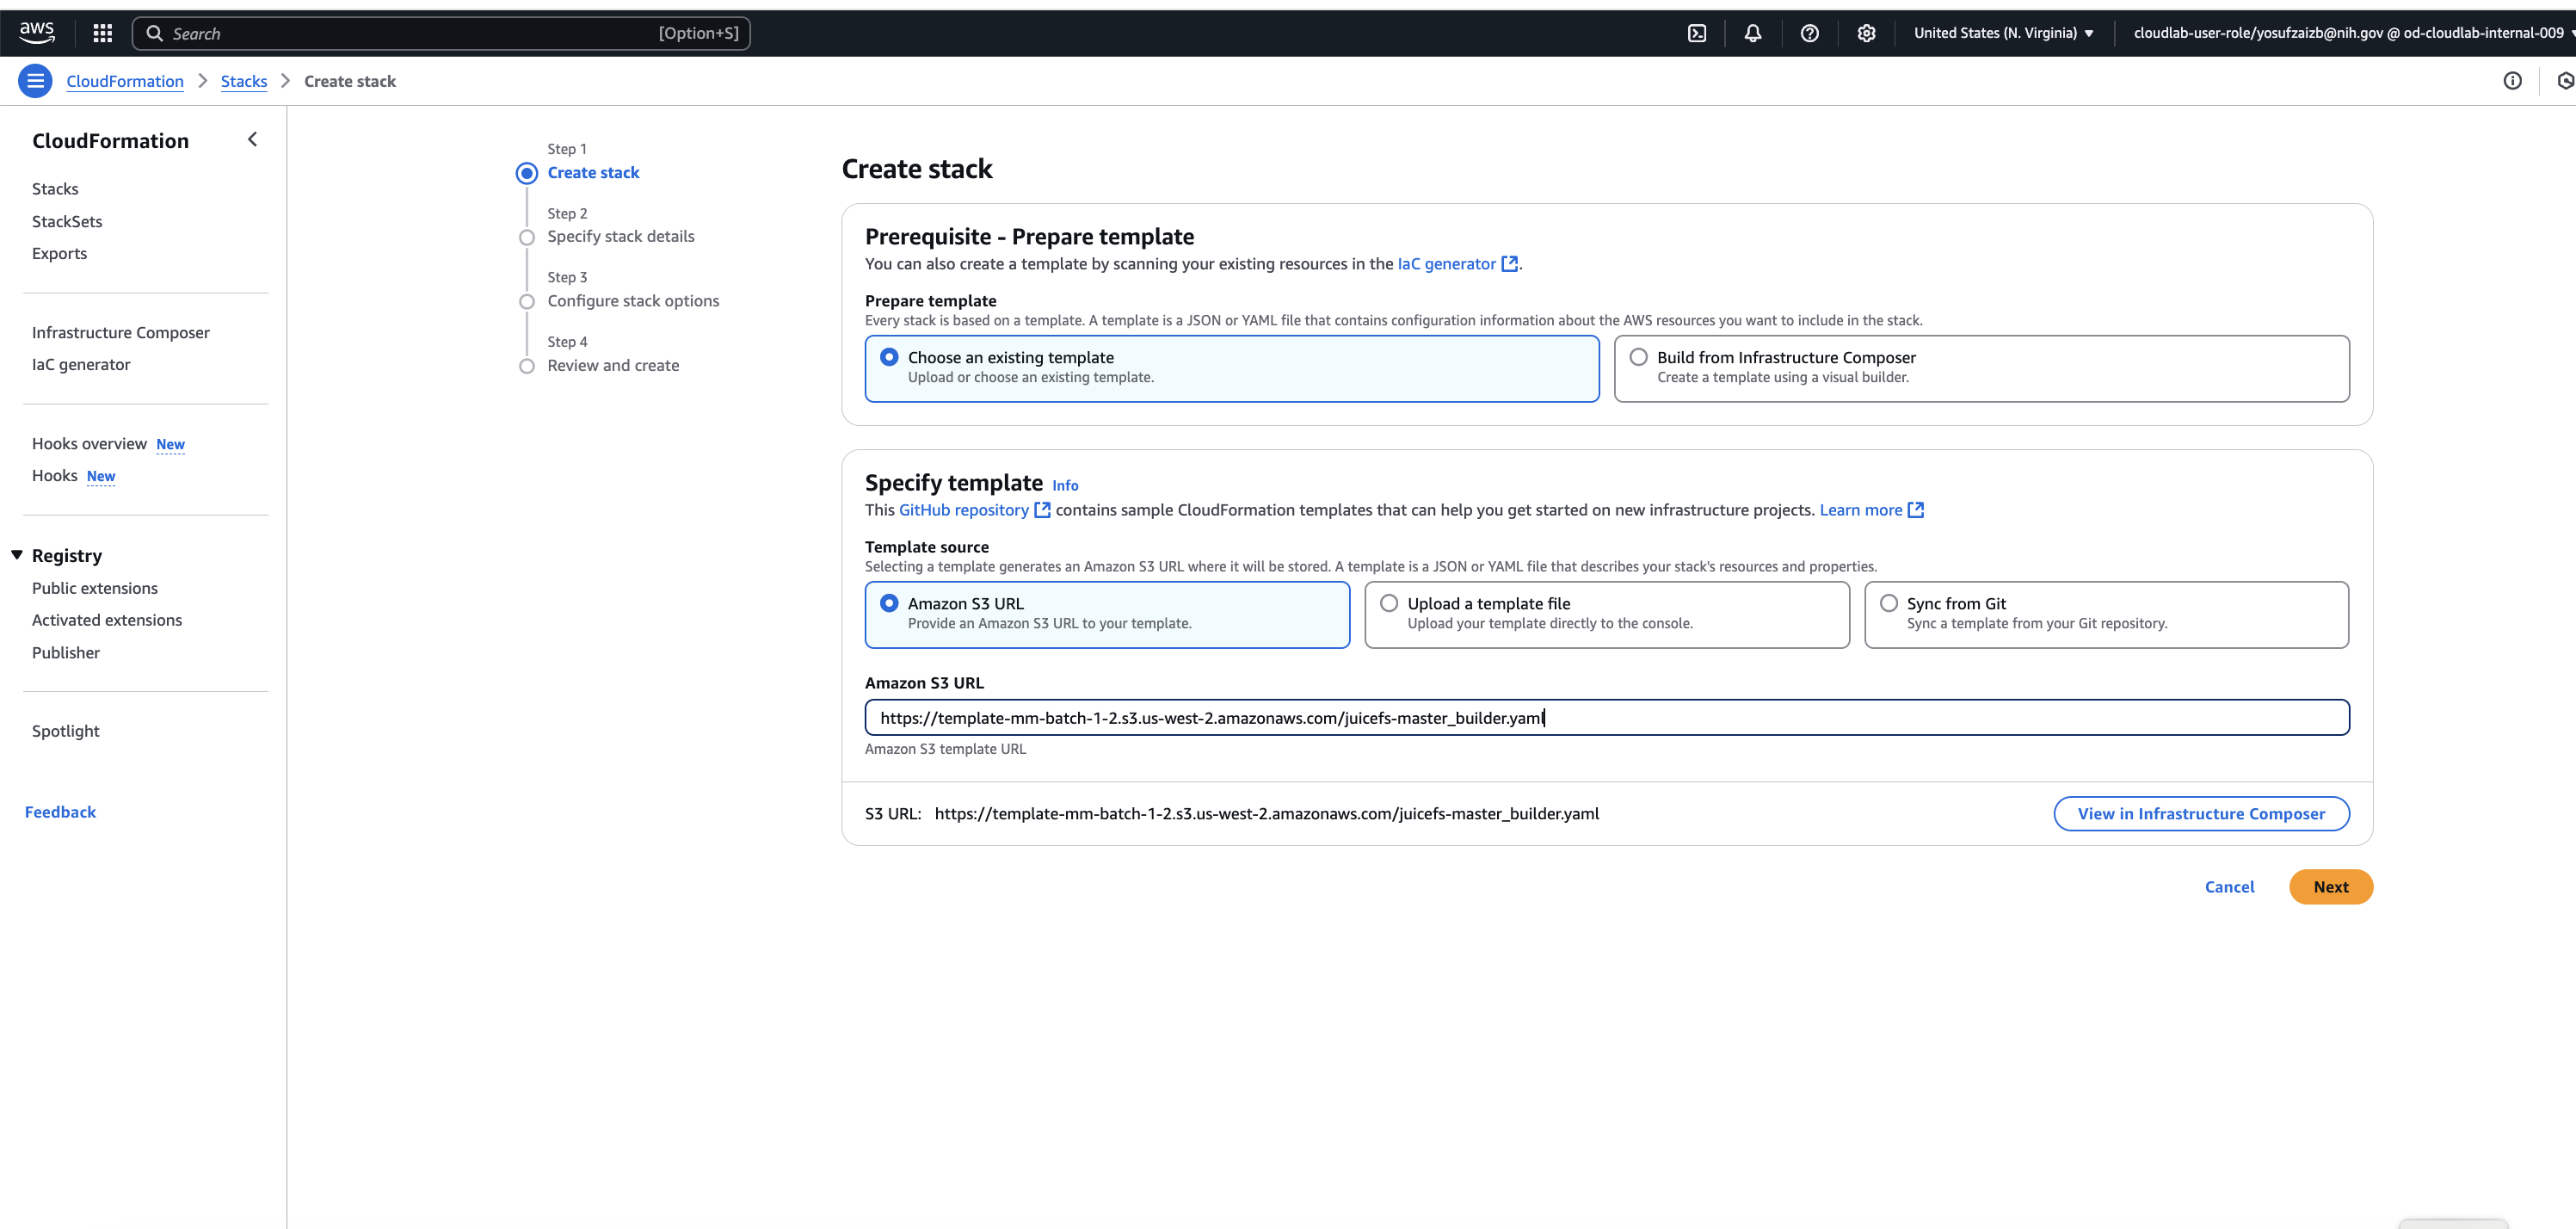 aws
Search [Option+S]
United States (N. Virginia)
cloudlab-user-role/yosufzaizb@nih.gov @ od-cloudlab-internal-009
CloudFormation > Stacks > Create stack
CloudFormation
Stacks
StackSets
Exports
Infrastructure Composer
IaC generator
Hooks overview New
Hooks New
Registry
Public extensions
Activated extensions
Publisher
Spotlight
Feedback
Step 1
Create stack
Step 2
Specify stack details
Step 3
Configure stack options
Step 4
Review and create
Create stack
Prerequisite - Prepare template
You can also create a template by scanning your existing resources in the IaC generator.
Prepare template
Every stack is based on a template. A template is a JSON or YAML file that contains configuration information about the AWS resources you want to include in the stack.
Choose an existing template
Upload or choose an existing template.
Build from Infrastructure Composer
Create a template using a visual builder.
Specify template Info
This GitHub repository contains sample CloudFormation templates that can help you get started on new infrastructure projects. Learn more
Template source
Selecting a template generates an Amazon S3 URL where it will be stored. A template is a JSON or YAML file that describes your stack's resources and properties.
Amazon S3 URL
Provide an Amazon S3 URL to your template.
Upload a template file
Upload your template directly to the console.
Sync from Git
Sync a template from your Git repository.
Amazon S3 URL
https://template-mm-batch-1-2.s3.us-west-2.amazonaws.com/juicefs-master_builder.yaml
Amazon S3 template URL
S3 URL: https://template-mm-batch-1-2.s3.us-west-2.amazonaws.com/juicefs-master_builder.yaml
View in Infrastructure Composer
Cancel
Next